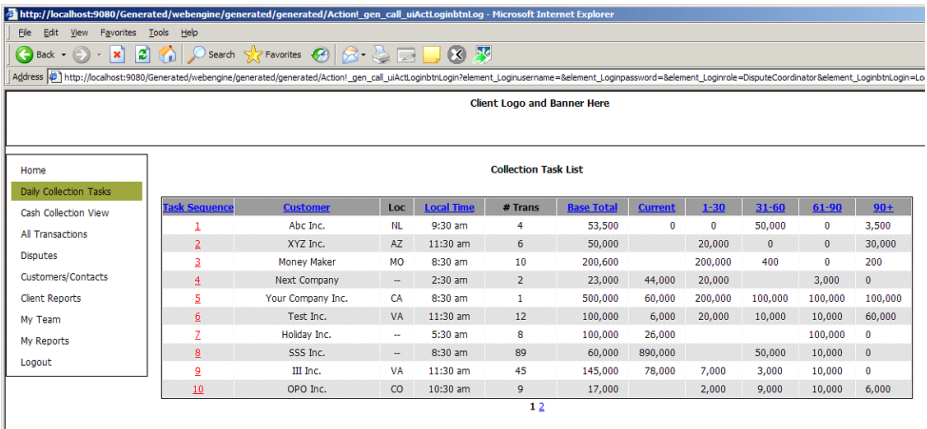 http://localhost:9080/Generated/webengine/generated/generated/Action!_gen_call_uiActLoginbtnLog - Microsoft Internet Explorer
File Edit View Favorites Tools Help
Back Search Favorites
Address http://localhost:9080/Generated/webengine/generated/generated/Action!_gen_call_uiActLoginbtnLogin?element_Loginusername=&element_Loginpassword=&element_Loginrole=DisputeCoordinator&element_LoginbtnLogin=Lo
Client Logo and Banner Here
Home
Daily Collection Tasks
Cash Collection View
All Transactions
Disputes
Customers/Contacts
Client Reports
My Team
My Reports
Logout
Collection Task List
Task Sequence Customer Loc Local Time # Trans Base Total Current 1-30 31-60 61-90 90+
1 Abc Inc. NL 9:30 am 4 53,500 0 0 50,000 0 3,500
2 XYZ Inc. AZ 11:30 am 6 50,000 20,000 0 0 30,000
3 Money Maker MO 8:30 am 10 200,600 200,000 400 0 200
4 Next Company -- 2:30 am 2 23,000 44,000 20,000 3,000 0
5 Your Company Inc. CA 8:30 am 1 500,000 60,000 200,000 100,000 100,000 100,000
6 Test Inc. VA 11:30 am 12 100,000 6,000 20,000 10,000 10,000 60,000
7 Holiday Inc. -- 5:30 am 8 100,000 26,000 100,000 0
8 SSS Inc. -- 8:30 am 89 60,000 890,000 50,000 10,000 0
9 III Inc. VA 11:30 am 45 145,000 78,000 7,000 3,000 10,000 0
10 OPO Inc. CO 10:30 am 9 17,000 2,000 9,000 10,000 6,000
1 2